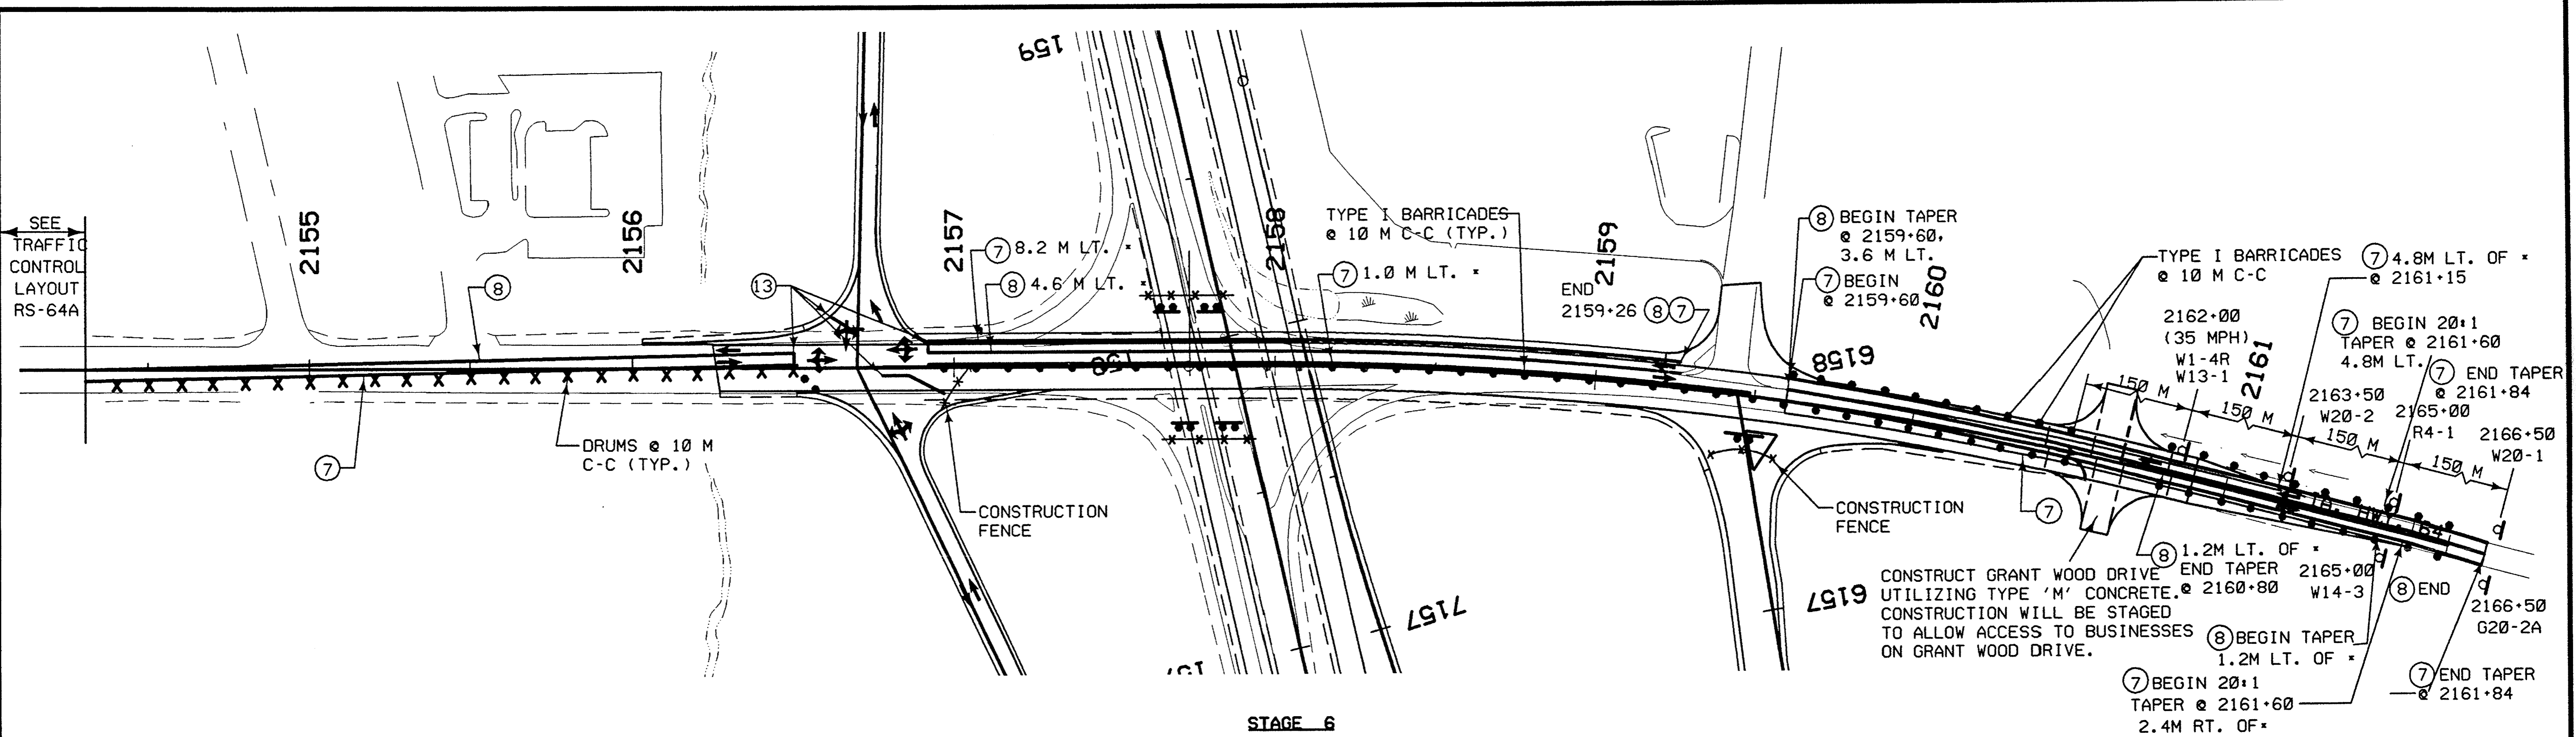 159
SEE
TRAFFIC
CONTROL
LAYOUT
RS-64A
2155
2156
8
13
2157
7 8.2 M LT. *
8 4.6 M LT. *
2158
TYPE I BARRICADES
@ 10 M C-C (TYP.)
7 1.0 M LT. *
2159
END
2159+26 8 7
8 BEGIN TAPER
@ 2159+60,
3.6 M LT.
7 BEGIN
@ 2159+60
2160
6158
158
TYPE I BARRICADES
@ 10 M C-C
7 4.8M LT. OF *
@ 2161+15
2162+00
(35 MPH)
W1-4R
W13-1
2161
7 BEGIN 20:1
TAPER @ 2161+60
4.8M LT.
7 END TAPER
@ 2161+84
2163+50
W20-2
2165+00
R4-1
2166+50
W20-1
150 M
150 M
150 M
150 M
IA. HWY. 64
7
DRUMS @ 10 M
C-C (TYP.)
CONSTRUCTION
FENCE
CONSTRUCTION
FENCE
7
7157
157
6157
CONSTRUCT GRANT WOOD DRIVE
UTILIZING TYPE 'M' CONCRETE.
CONSTRUCTION WILL BE STAGED
TO ALLOW ACCESS TO BUSINESSES
ON GRANT WOOD DRIVE.
8 1.2M LT. OF *
END TAPER
@ 2160+80
2165+00
W14-3
8 END
2166+50
G20-2A
8 BEGIN TAPER
1.2M LT. OF *
7 BEGIN 20:1
TAPER @ 2161+60
2.4M RT. OF *
7 END TAPER
@ 2161+84
STAGE 6